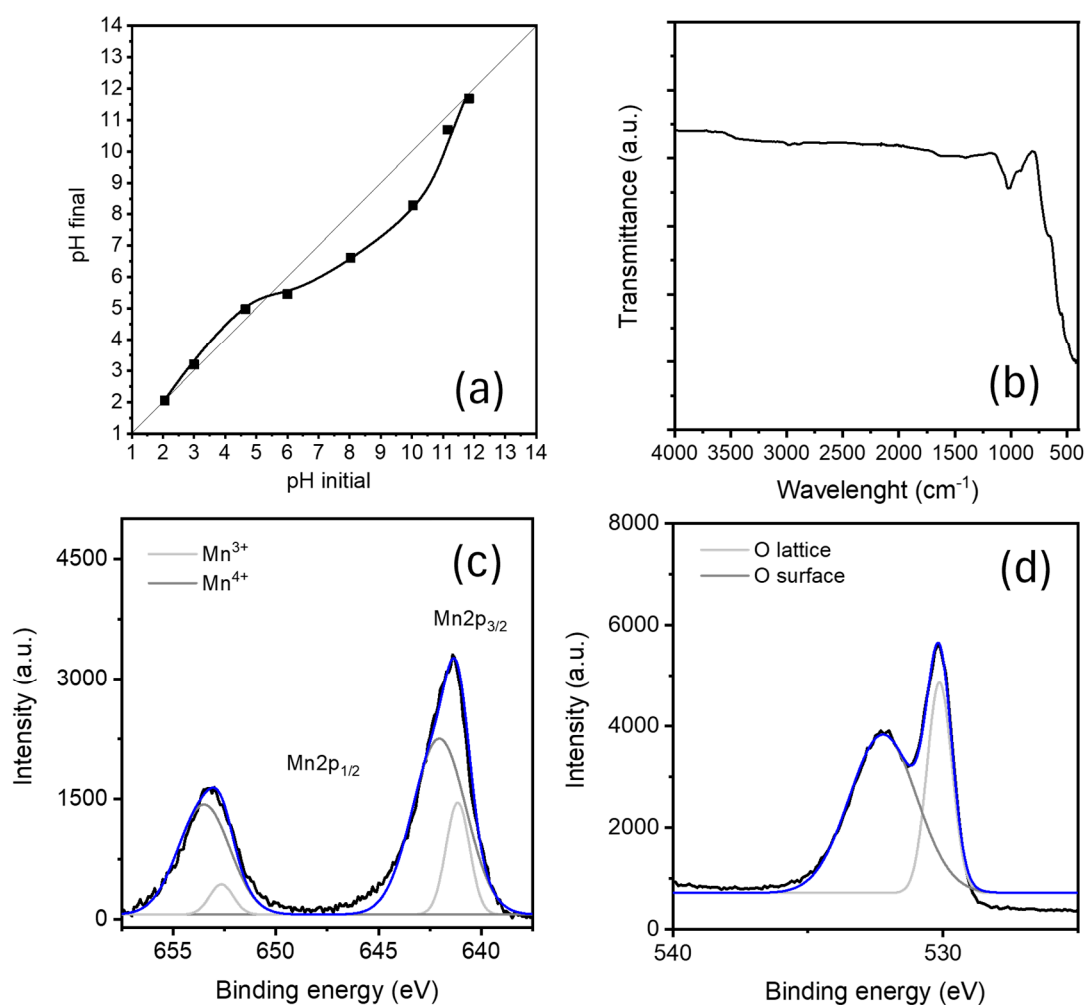 14
13
12
11
10
9
8
7
6
5
4
3
2
1
pH final
1 2 3 4 5 6 7 8 9 10 11 12 13 14
pH initial
(a)
Transmittance (a.u.)
4000 3500 3000 2500 2000 1500 1000 500
Wavelenght (cm⁻¹)
(b)
4500
3000
1500
0
Intensity (a.u.)
Mn³⁺
Mn⁴⁺
(c)
Mn2p₃/₂
Mn2p₁/₂
655 650 645 640
Binding energy (eV)
8000
6000
4000
2000
0
Intensity (a.u.)
O lattice
O surface
(d)
540 530
Binding energy (eV)